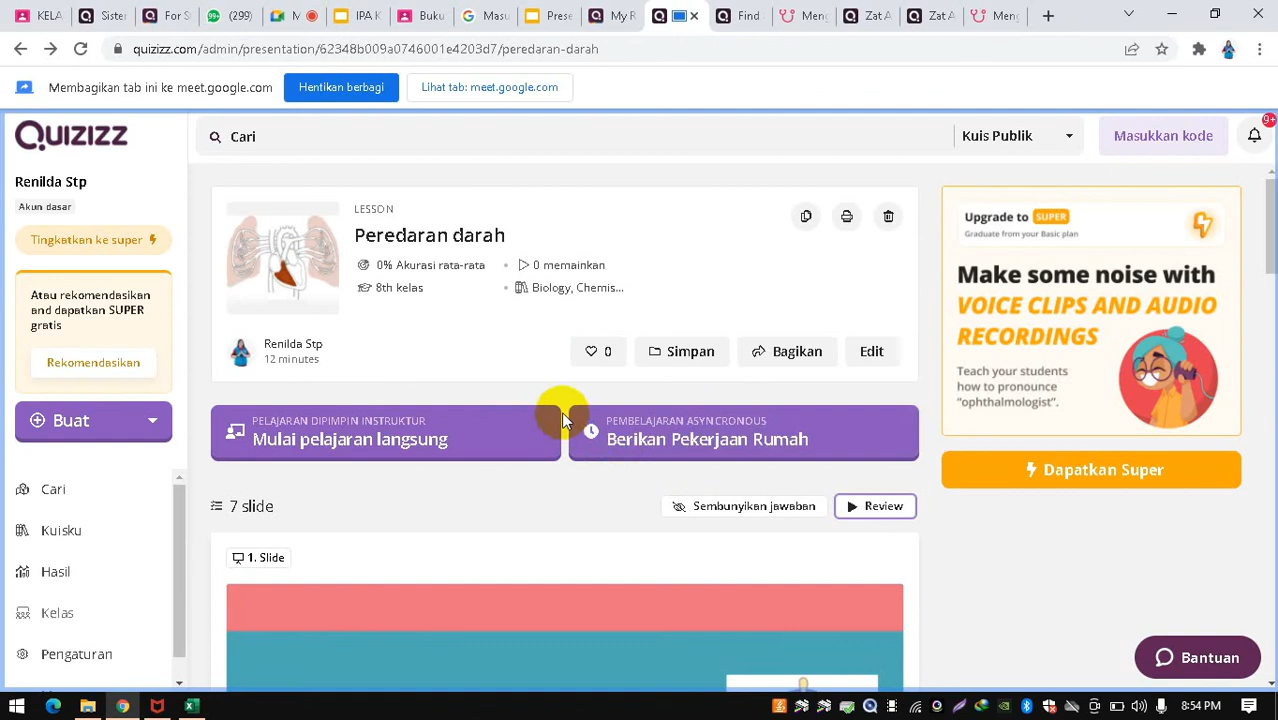 KELA
Sister
For St
(299)
M
IPA K
Buku
Masu
Prese
My R
Find
Meng
Zat A
Zat A
Meng
quizizz.com/admin/presentation/62348b009a0746001e4203d7/peredaran-darah
Membagikan tab ini ke meet.google.com
Hentikan berbagi
Lihat tab: meet.google.com
QUIZIZZ
Cari
Kuis Publik
Masukkan kode
9+
Renilda Stp
Akun dasar
Tingkatkan ke super
Atau rekomendasikan
and dapatkan SUPER
gratis
Rekomendasikan
Buat
Cari
Kuisku
Hasil
Kelas
Pengaturan
LESSON
Peredaran darah
0% Akurasi rata-rata
0 memainkan
8th kelas
Biology, Chemis...
Renilda Stp
12 minutes
0
Simpan
Bagikan
Edit
PELAJARAN DIPIMPIN INSTRUKTUR
Mulai pelajaran langsung
PEMBELAJARAN ASYNCRONOUS
Berikan Pekerjaan Rumah
7 slide
Sembunyikan jawaban
Review
1. Slide
Upgrade to SUPER
Graduate from your Basic plan
Make some noise with
VOICE CLIPS AND AUDIO
RECORDINGS
Teach your students
how to pronounce
"ophthalmologist".
Dapatkan Super
Bantuan
8:54 PM